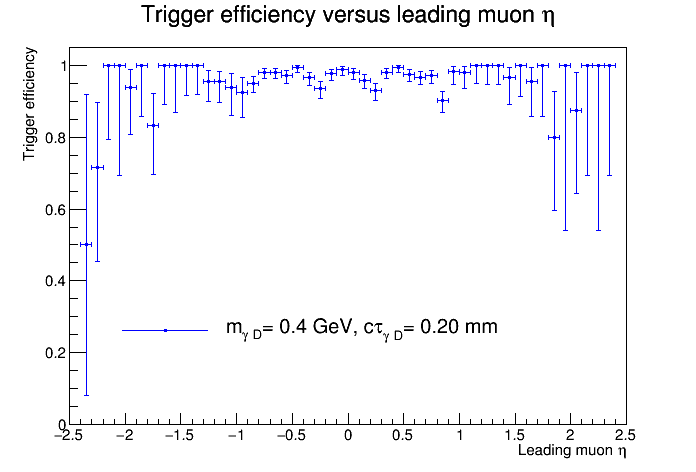 Trigger efficiency versus leading muon η
Trigger efficiency
1
0.8
0.6
0.4
0.2
0
m_γ D= 0.4 GeV, cτ_γ D= 0.20 mm
−2.5 −2 −1.5 −1 −0.5 0 0.5 1 1.5 2 2.5
Leading muon η